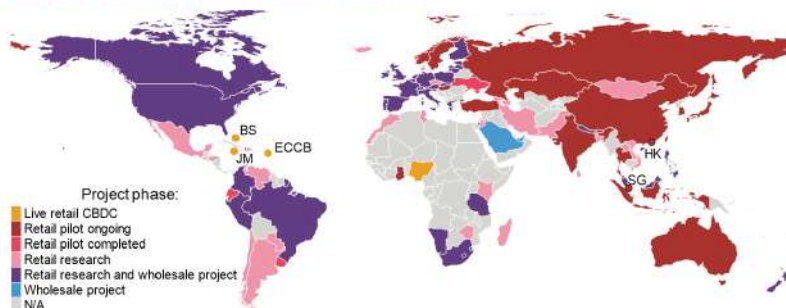 BS
ECCB
JM
HK
SG
Project phase:
Live retail CBDC
Retail pilot ongoing
Retail pilot completed
Retail research
Retail research and wholesale project
Wholesale project
N/A